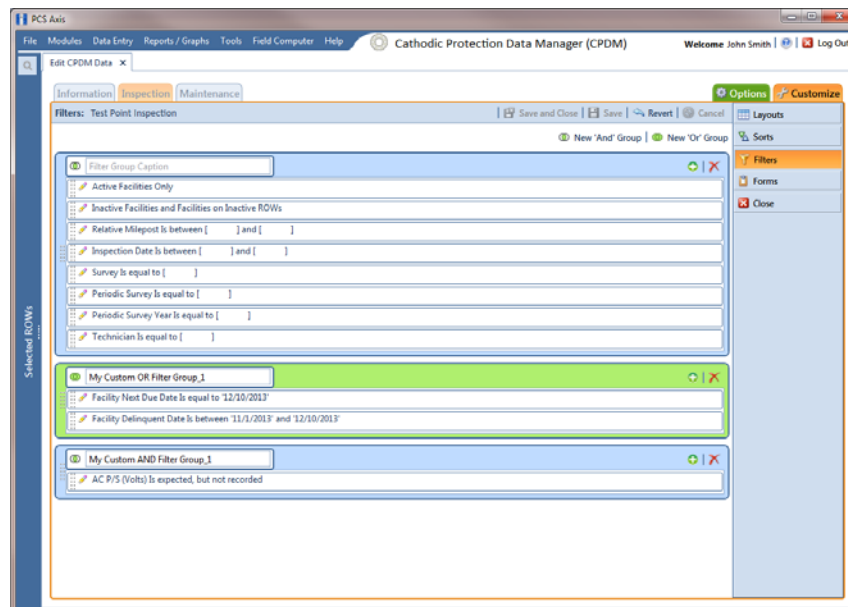 PCS Axis
File Modules Data Entry Reports / Graphs Tools Field Computer Help
Cathodic Protection Data Manager (CPDM)
Welcome John Smith | Log Out
Edit CPDM Data X
Information Inspection Maintenance
Options Customize
Filters: Test Point Inspection
| Save and Close | Save | Revert | Cancel
Layouts
New 'And' Group | New 'Or' Group
Sorts
Filters
Forms
Close
Filter Group Caption
Active Facilities Only
Inactive Facilities and Facilities on Inactive ROWs
Relative Milepost Is between [ ] and [ ]
Inspection Date Is between [ ] and [ ]
Survey Is equal to [ ]
Periodic Survey Is equal to [ ]
Periodic Survey Year Is equal to [ ]
Technician Is equal to [ ]
Selected ROWs
My Custom OR Filter Group_1
Facility Next Due Date Is equal to '12/10/2013'
Facility Delinquent Date Is between '11/1/2013' and '12/10/2013'
My Custom AND Filter Group_1
AC P/S (Volts) Is expected, but not recorded